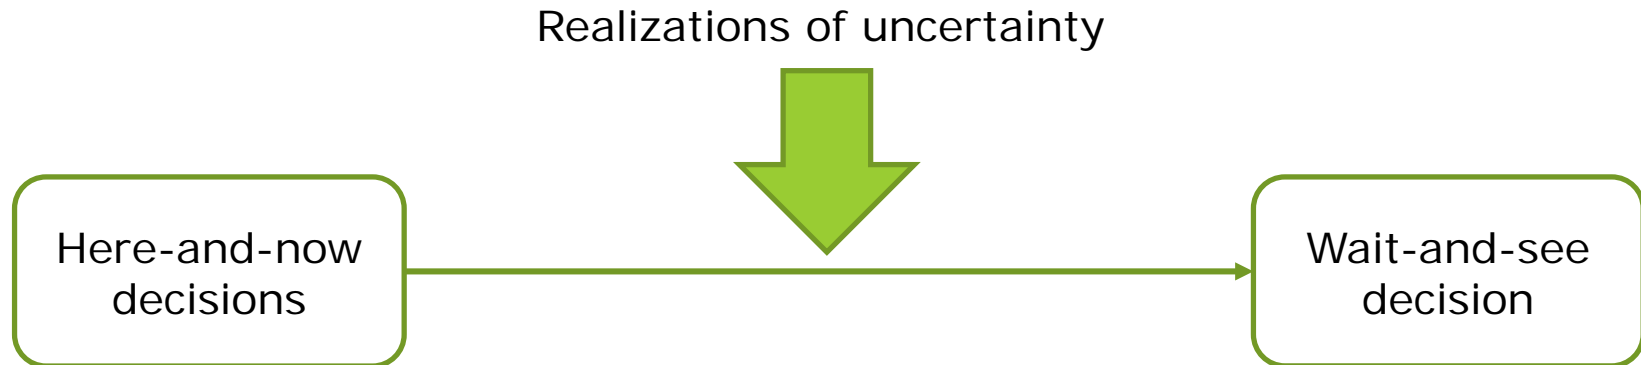 Realizations of uncertainty
Here-and-now
decisions
Wait-and-see
decision